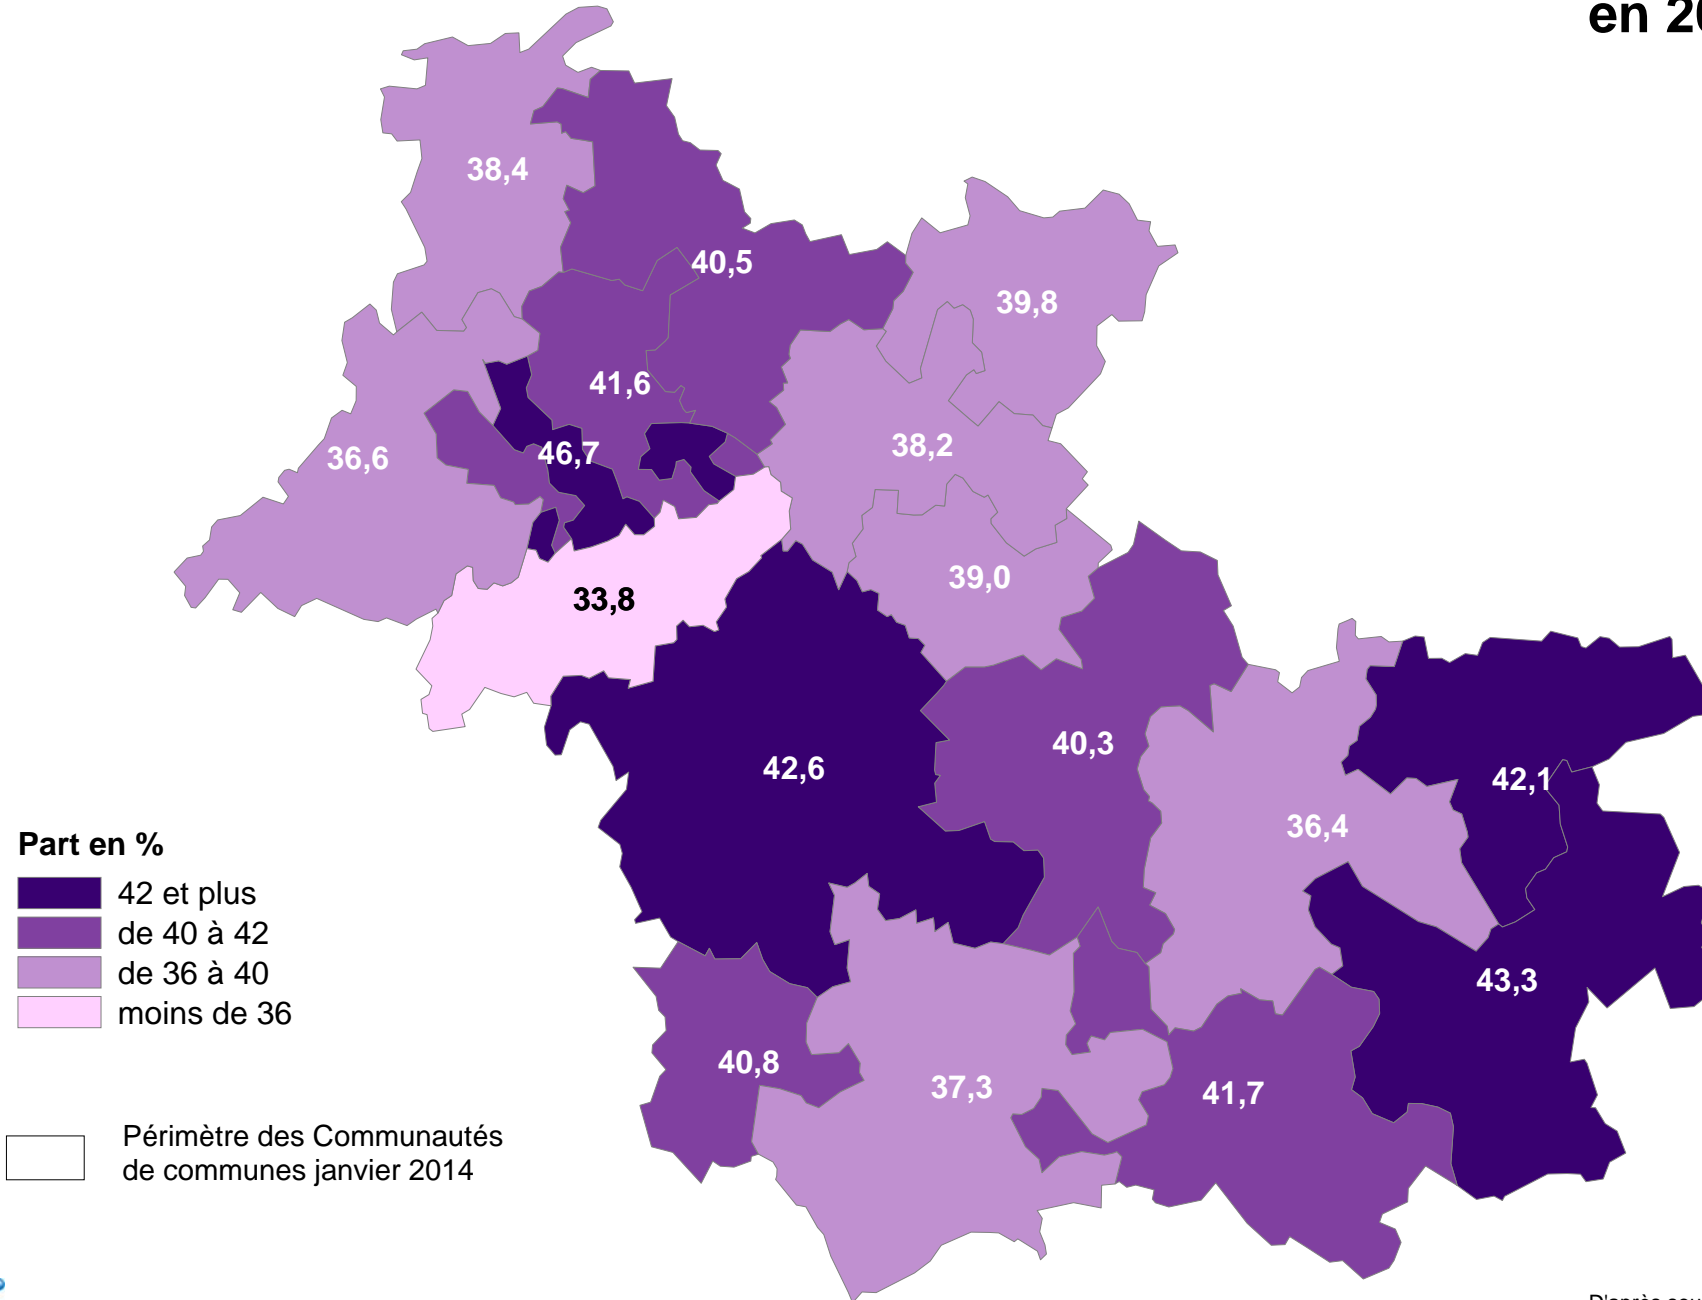 en 20
38,4
40,5
39,8
41,6
38,2
46,7
36,6
39,0
33,8
40,3
42,6
42,1
36,4
Part en %
42 et plus
de 40 à 42
de 36 à 40
moins de 36
43,3
40,8
37,3
41,7
Périmètre des Communautés
de communes janvier 2014